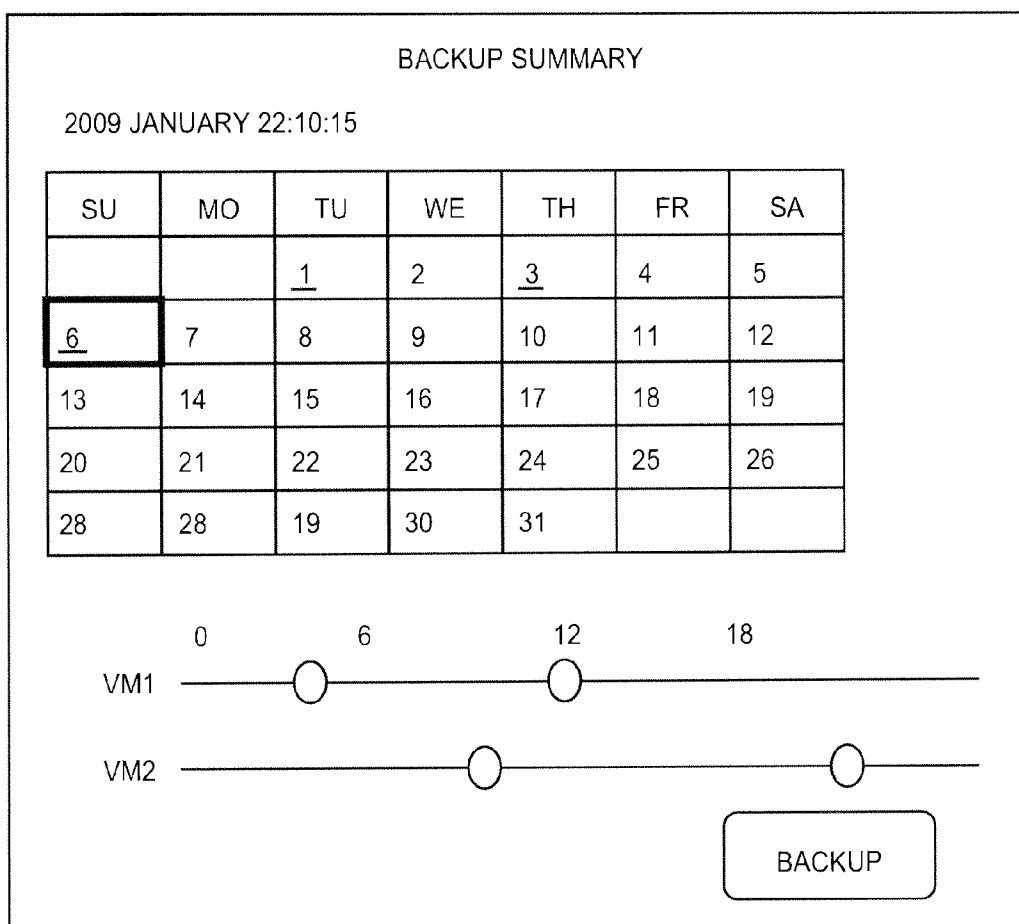 BACKUP SUMMARY
2009 JANUARY 22:10:15
SU MO TU WE TH FR SA
1 2 3 4 5
6 7 8 9 10 11 12
13 14 15 16 17 18 19
20 21 22 23 24 25 26
28 28 19 30 31
0 6 12 18
VM1
VM2
BACKUP